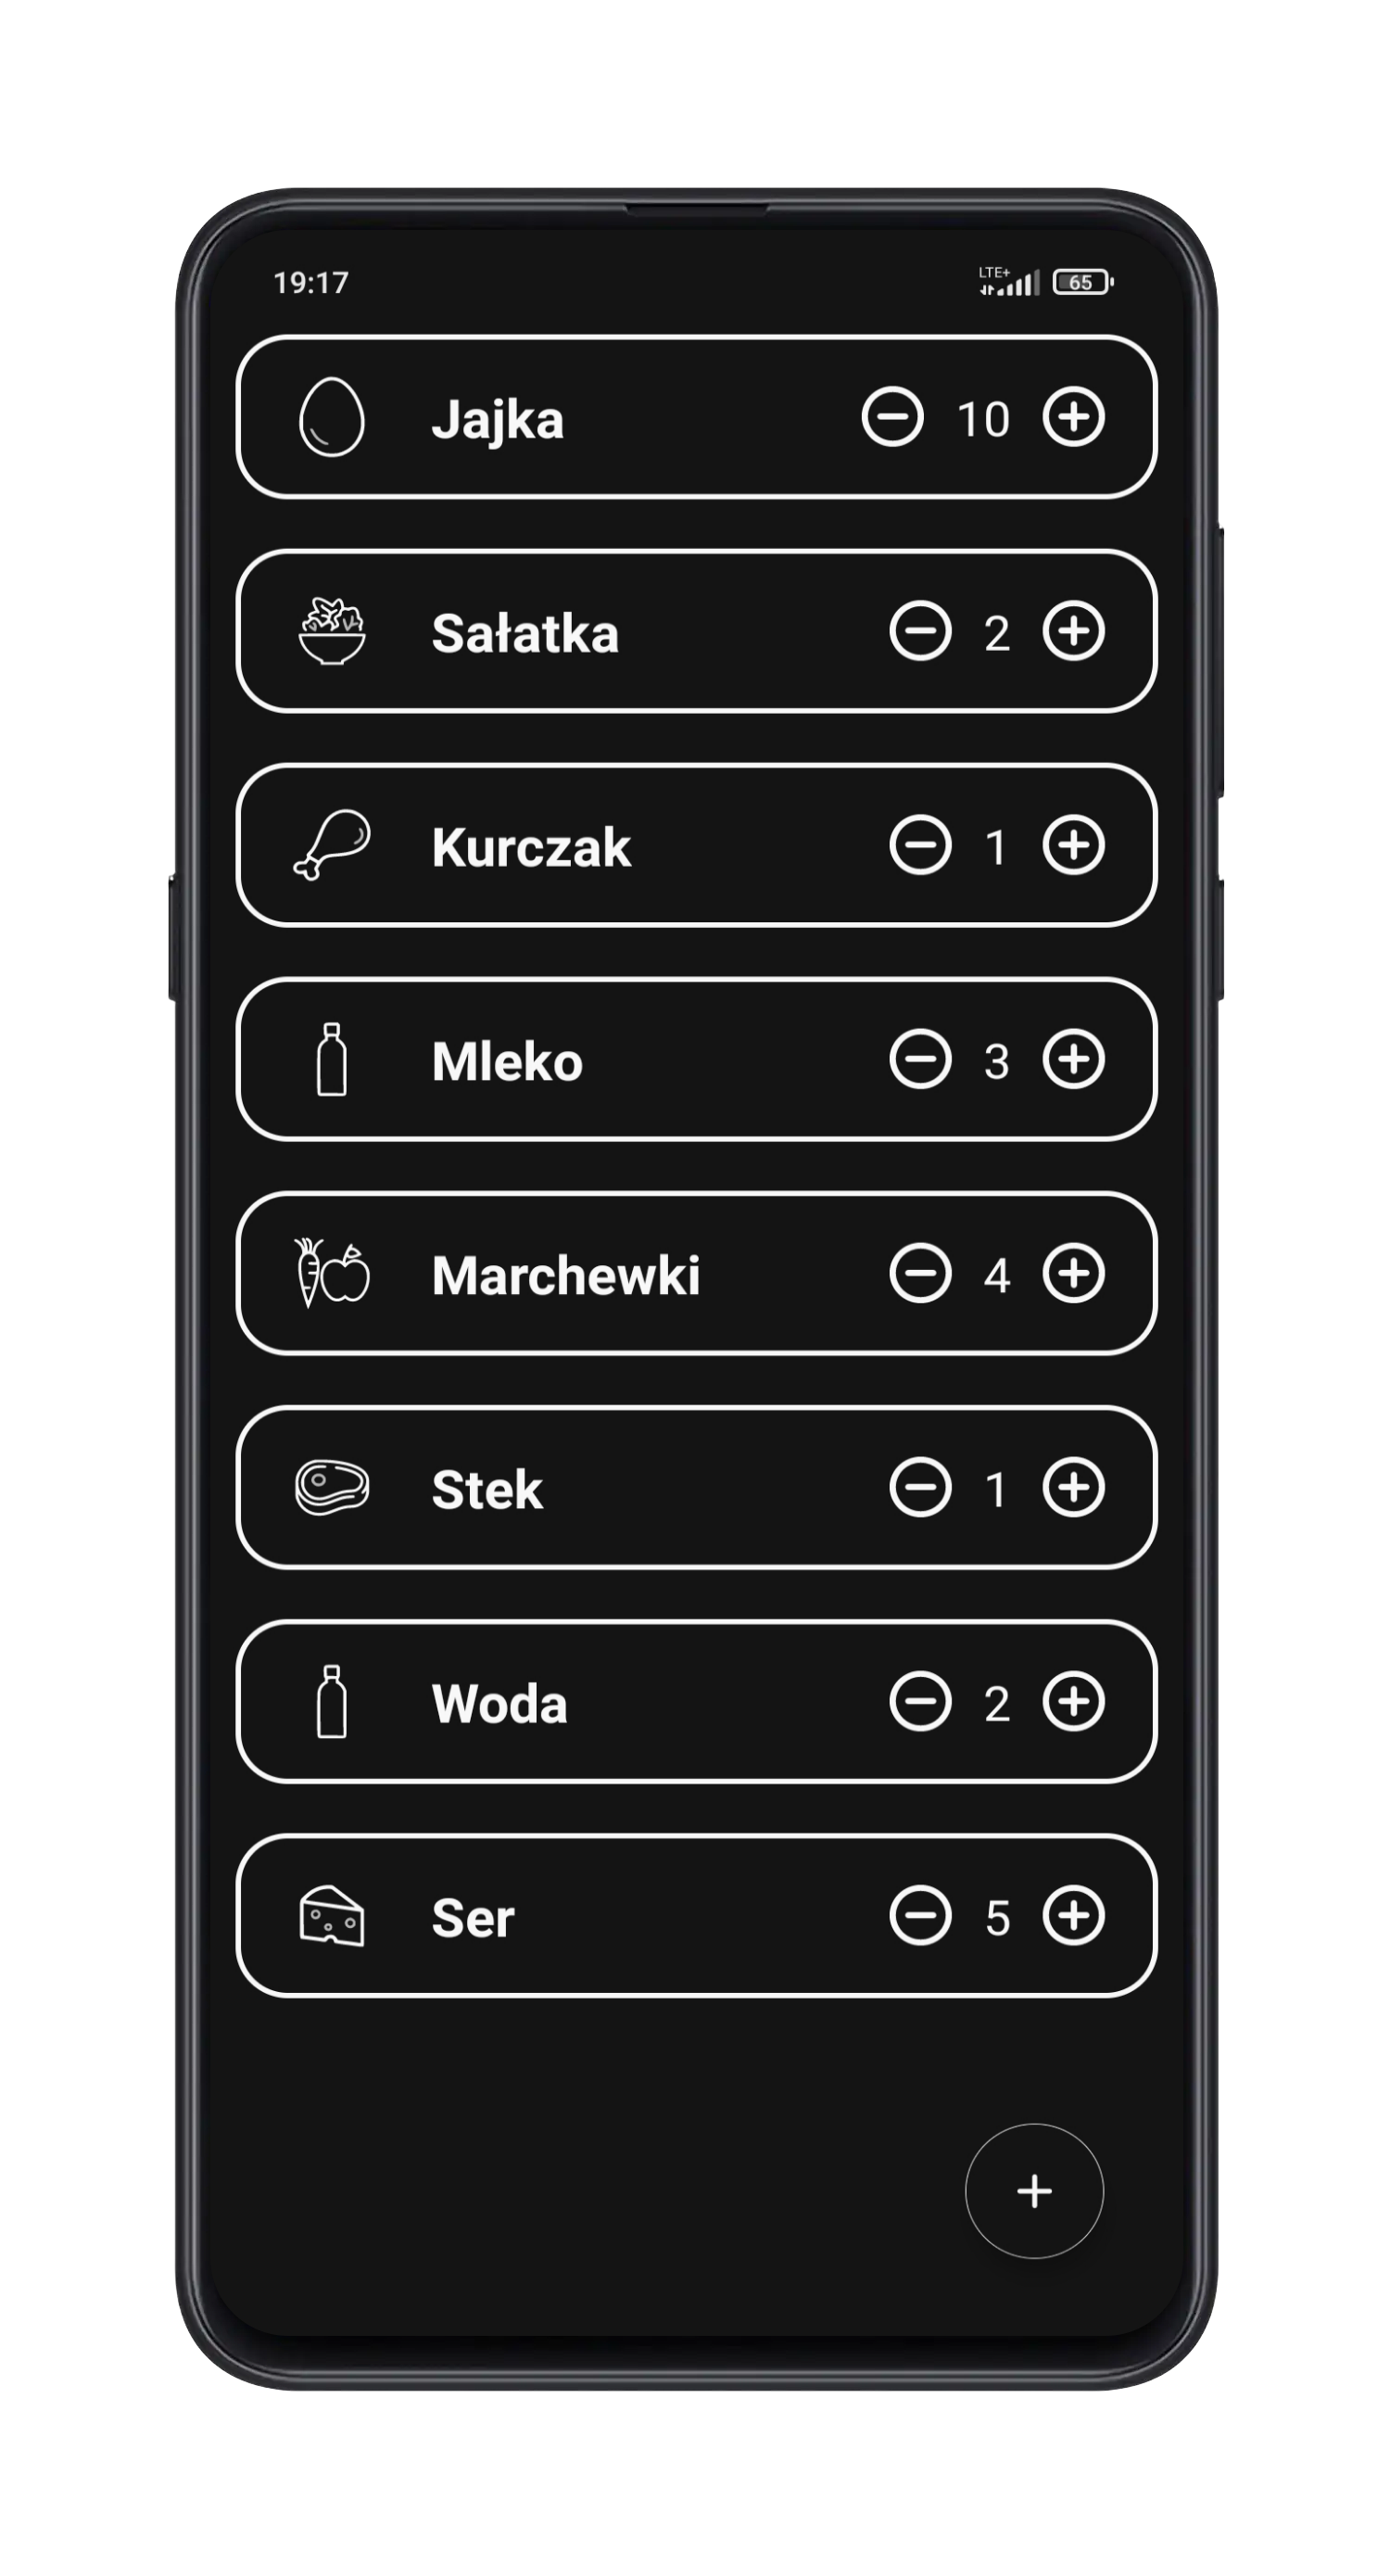 19:17 LTE+ 65
Jajka 10
Sałatka 2
Kurczak 1
Mleko 3
Marchewki 4
Stek 1
Woda 2
Ser 5